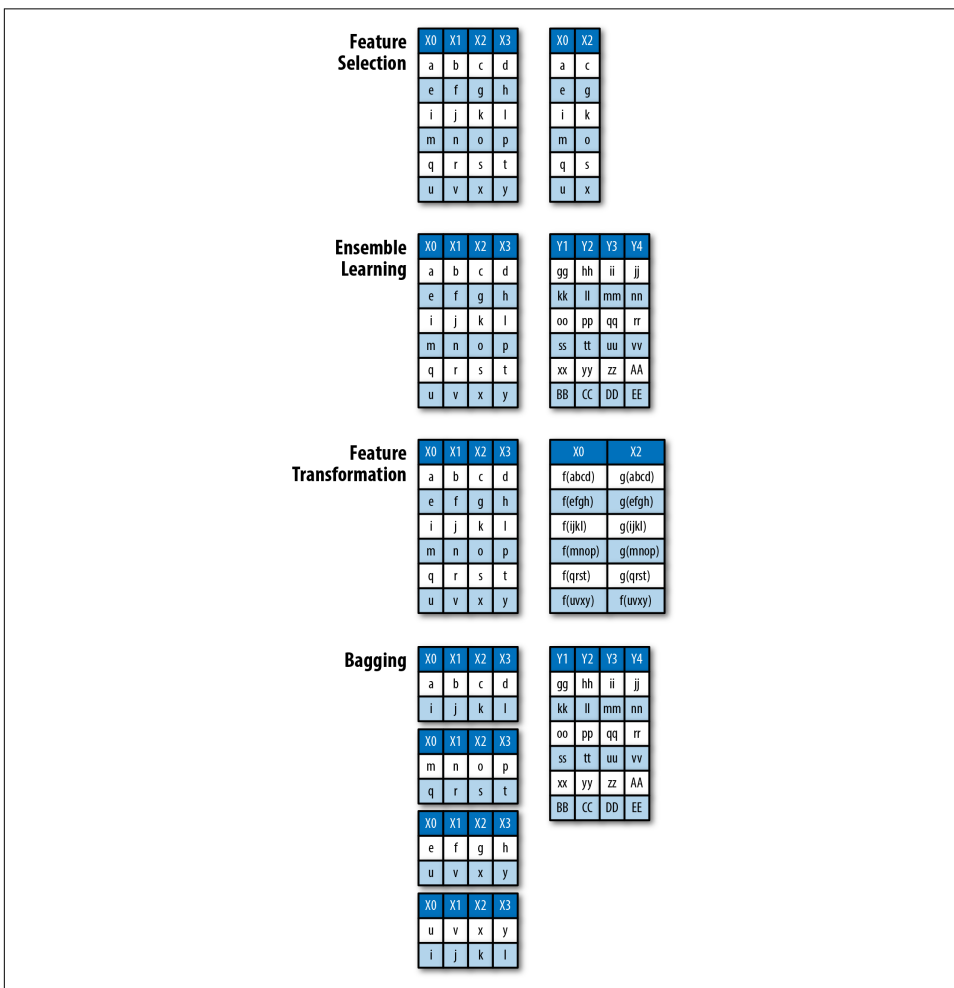 Feature Selection
X0 X1 X2 X3
a b c d
e f g h
i j k l
m n o p
q r s t
u v x y
X0 X2
a c
e g
i k
m o
q s
u x
Ensemble Learning
X0 X1 X2 X3
a b c d
e f g h
i j k l
m n o p
q r s t
u v x y
Y1 Y2 Y3 Y4
gg hh ii jj
kk ll mm nn
oo pp qq rr
ss tt uu vv
xx yy zz AA
BB CC DD EE
Feature Transformation
X0 X1 X2 X3
a b c d
e f g h
i j k l
m n o p
q r s t
u v x y
X0 X2
f(abcd) g(abcd)
f(efgh) g(efgh)
f(ijkl) g(ijkl)
f(mnop) g(mnop)
f(qrst) g(qrst)
f(uvxy) f(uvxy)
Bagging
X0 X1 X2 X3
a b c d
i j k l
X0 X1 X2 X3
m n o p
q r s t
X0 X1 X2 X3
e f g h
u v x y
X0 X1 X2 X3
u v x y
i j k l
Y1 Y2 Y3 Y4
gg hh ii jj
kk ll mm nn
oo pp qq rr
ss tt uu vv
xx yy zz AA
BB CC DD EE